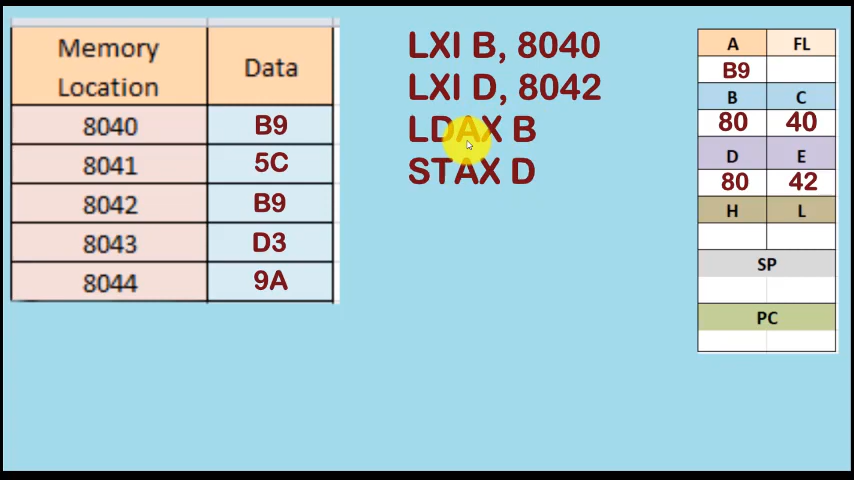 Memory Location Data
8040 B9
8041 5C
8042 B9
8043 D3
8044 9A
LXI B, 8040
LXI D, 8042
LDAX B
STAX D
A FL
B9
B C
80 40
D E
80 42
H L
SP
PC